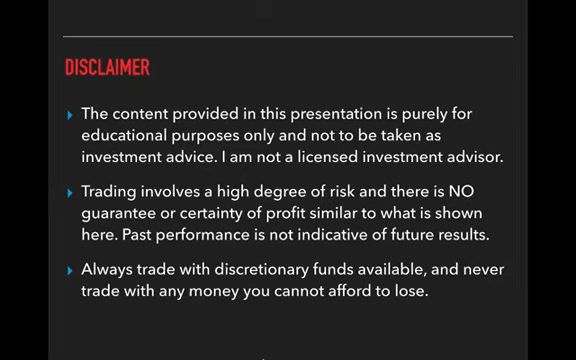 DISCLAIMER
The content provided in this presentation is purely for
educational purposes only and not to be taken as
investment advice. I am not a licensed investment advisor.
Trading involves a high degree of risk and there is NO
guarantee or certainty of profit similar to what is shown
here. Past performance is not indicative of future results.
Always trade with discretionary funds available, and never
trade with any money you cannot afford to lose.